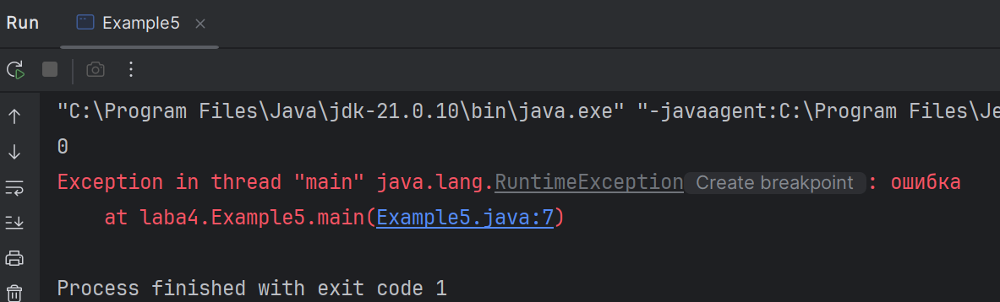 Run Example5
"C:\Program Files\Java\jdk-21.0.10\bin\java.exe" "-javaagent:C:\Program Files\Je
0
Exception in thread "main" java.lang.RuntimeException Create breakpoint : ошибка
at laba4.Example5.main(Example5.java:7)
Process finished with exit code 1